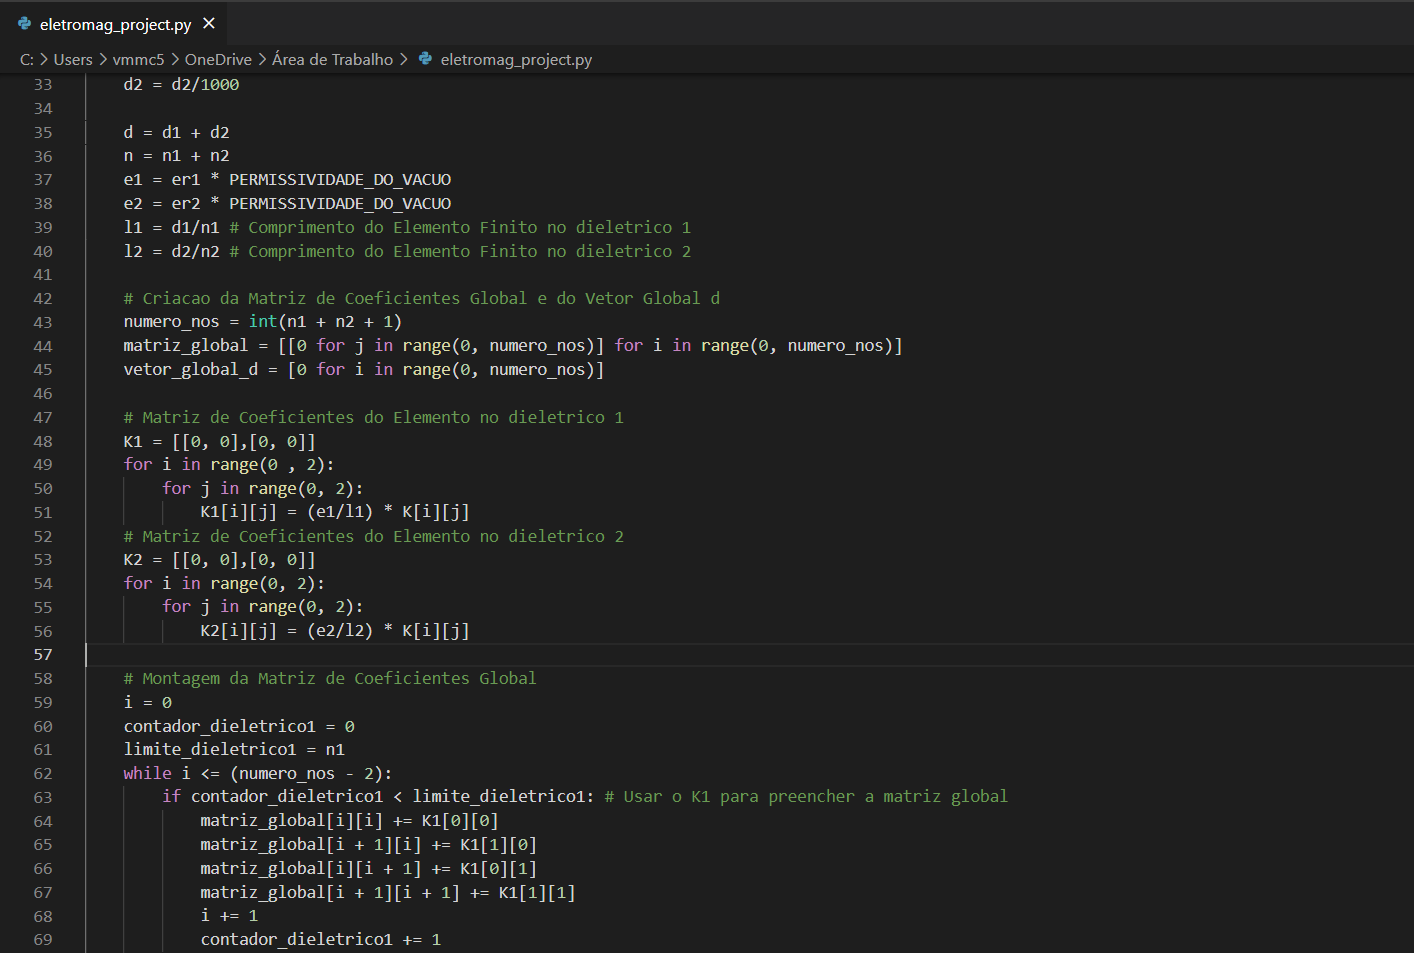 eletromag_project.py ×
C: > Users > vmmc5 > OneDrive > Área de Trabalho > eletromag_project.py
33 d2 = d2/1000
34
35 d = d1 + d2
36 n = n1 + n2
37 e1 = er1 * PERMISSIVIDADE_DO_VACUO
38 e2 = er2 * PERMISSIVIDADE_DO_VACUO
39 l1 = d1/n1 # Comprimento do Elemento Finito no dieletrico 1
40 l2 = d2/n2 # Comprimento do Elemento Finito no dieletrico 2
41
42 # Criacao da Matriz de Coeficientes Global e do Vetor Global d
43 numero_nos = int(n1 + n2 + 1)
44 matriz_global = [[0 for j in range(0, numero_nos)] for i in range(0, numero_nos)]
45 vetor_global_d = [0 for i in range(0, numero_nos)]
46
47 # Matriz de Coeficientes do Elemento no dieletrico 1
48 K1 = [[0, 0],[0, 0]]
49 for i in range(0 , 2):
50 for j in range(0, 2):
51 K1[i][j] = (e1/l1) * K[i][j]
52 # Matriz de Coeficientes do Elemento no dieletrico 2
53 K2 = [[0, 0],[0, 0]]
54 for i in range(0, 2):
55 for j in range(0, 2):
56 K2[i][j] = (e2/l2) * K[i][j]
57
58 # Montagem da Matriz de Coeficientes Global
59 i = 0
60 contador_dieletrico1 = 0
61 limite_dieletrico1 = n1
62 while i <= (numero_nos - 2):
63 if contador_dieletrico1 < limite_dieletrico1: # Usar o K1 para preencher a matriz global
64 matriz_global[i][i] += K1[0][0]
65 matriz_global[i + 1][i] += K1[1][0]
66 matriz_global[i][i + 1] += K1[0][1]
67 matriz_global[i + 1][i + 1] += K1[1][1]
68 i += 1
69 contador_dieletrico1 += 1